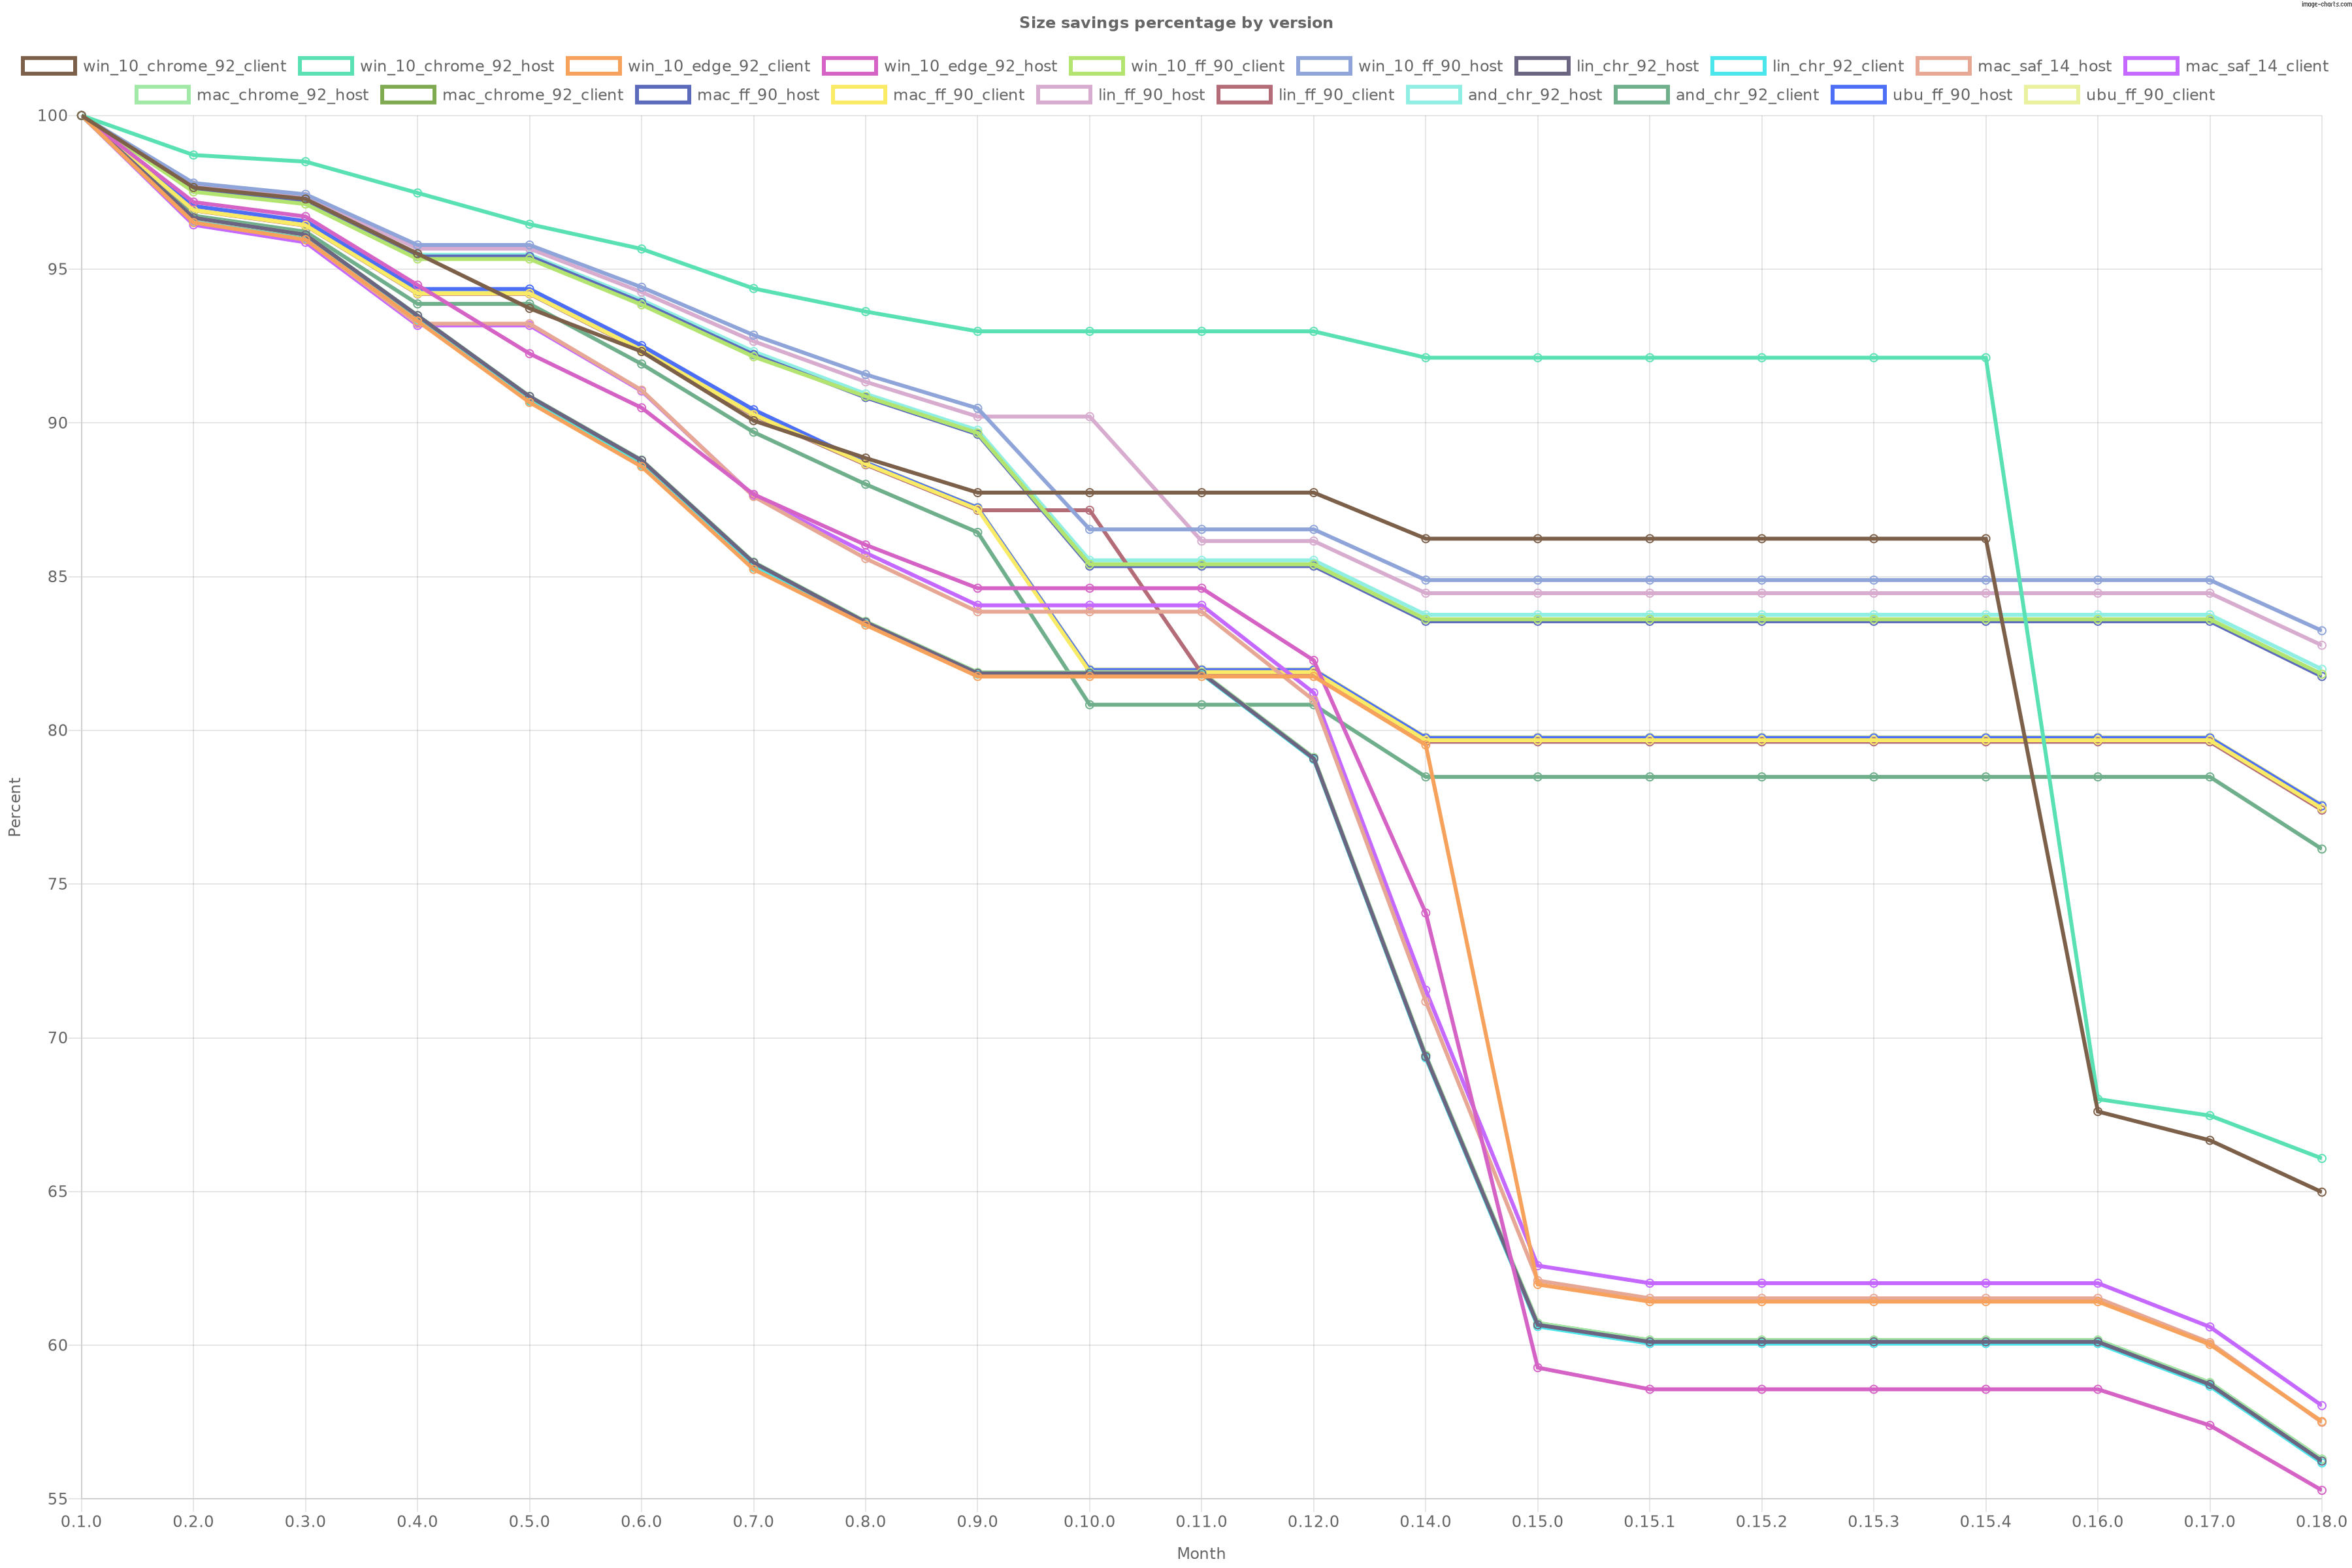 image-charts.com
Size savings percentage by version
win_10_chrome_92_client win_10_chrome_92_host win_10_edge_92_client win_10_edge_92_host win_10_ff_90_client win_10_ff_90_host lin_chr_92_host lin_chr_92_client mac_saf_14_host mac_saf_14_client
mac_chrome_92_host mac_chrome_92_client mac_ff_90_host mac_ff_90_client lin_ff_90_host lin_ff_90_client and_chr_92_host and_chr_92_client ubu_ff_90_host ubu_ff_90_client
100
95
90
85
80
Percent
75
70
65
60
55
0.1.0 0.2.0 0.3.0 0.4.0 0.5.0 0.6.0 0.7.0 0.8.0 0.9.0 0.10.0 0.11.0 0.12.0 0.14.0 0.15.0 0.15.1 0.15.2 0.15.3 0.15.4 0.16.0 0.17.0 0.18.0
Month